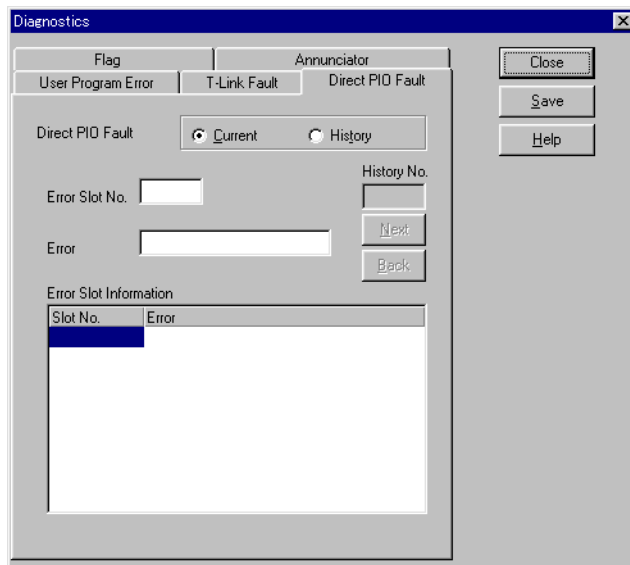 Diagnostics
Flag
Annunciator
Close
User Program Error
T-Link Fault
Direct PIO Fault
Save
Direct PIO Fault
Current
History
Help
History No.
Error Slot No.
Next
Error
Back
Error Slot Information
Slot No.
Error